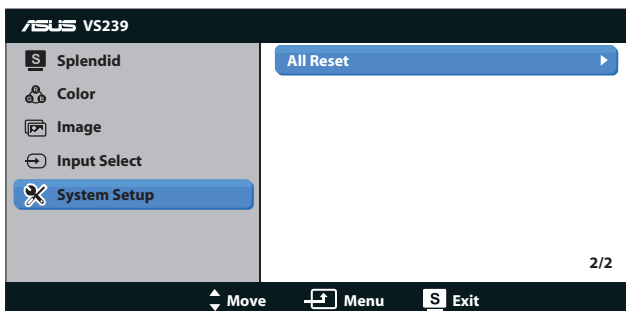 ASUS VS239
S Splendid
Color
Image
Input Select
System Setup
All Reset
2/2
Move Menu S Exit